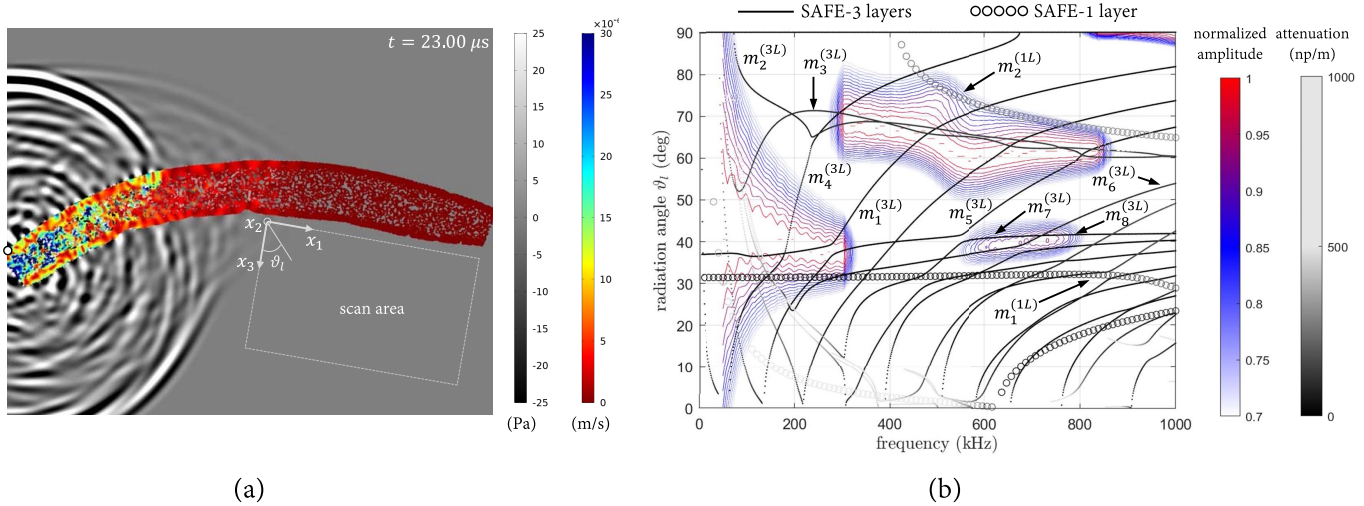 t = 23.00 μs
×10⁻⁶
25
20
15
10
5
0
-5
-10
-15
-20
-25
(Pa)
30
25
20
15
10
5
0
(m/s)
x₂
x₁
x₃
ϑₗ
scan area
(a)
SAFE-3 layers
SAFE-1 layer
radiation angle ϑₗ (deg)
90
80
70
60
50
40
30
20
10
0
m₂⁽³ᴸ⁾
m₃⁽³ᴸ⁾
m₂⁽¹ᴸ⁾
m₄⁽³ᴸ⁾
m₁⁽³ᴸ⁾
m₅⁽³ᴸ⁾
m₇⁽³ᴸ⁾
m₆⁽³ᴸ⁾
m₈⁽³ᴸ⁾
m₁⁽¹ᴸ⁾
0
200
400
600
800
1000
frequency (kHz)
normalized
amplitude
1
0.95
0.9
0.85
0.8
0.75
0.7
attenuation
(np/m)
1000
500
0
(b)